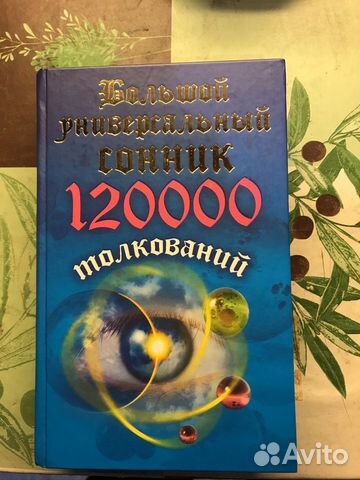 Большой
универсальный
сонник
120000
толкований
Avito